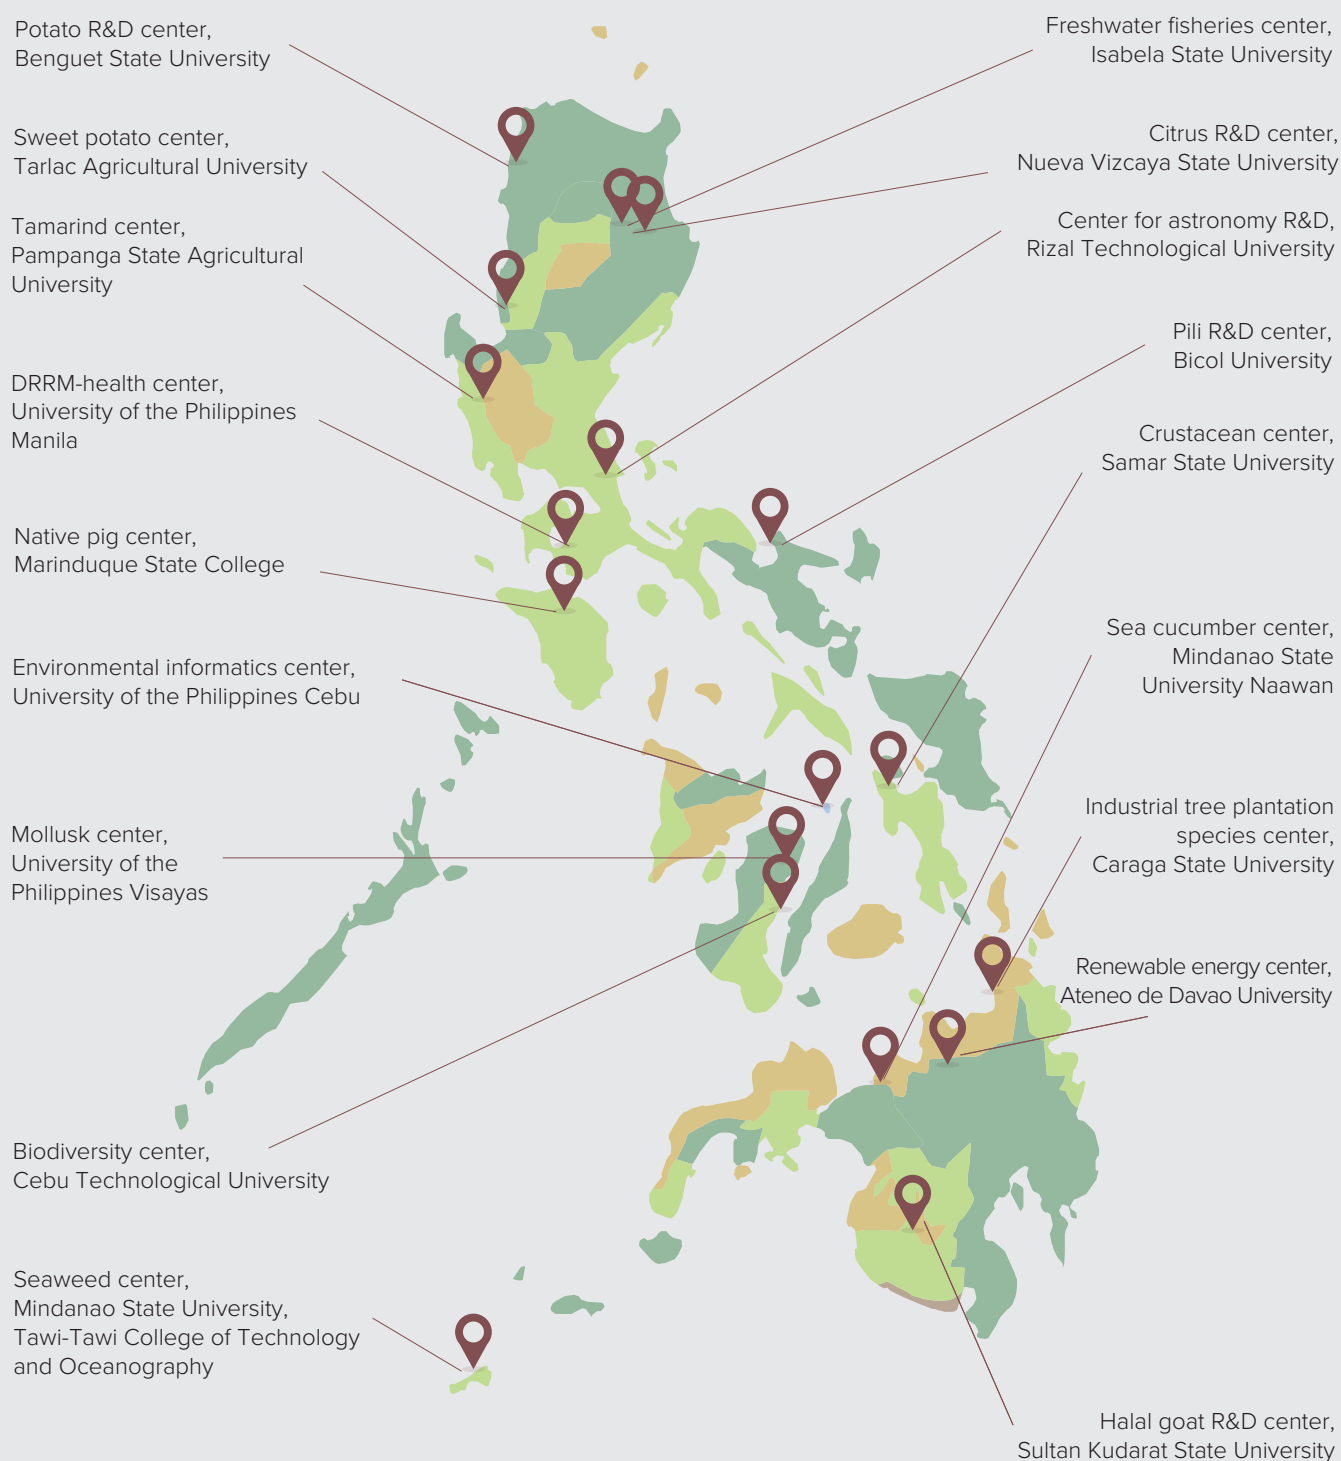 Potato R&D center,
Benguet State University
Sweet potato center,
Tarlac Agricultural University
Tamarind center,
Pampanga State Agricultural
University
DRRM-health center,
University of the Philippines
Manila
Native pig center,
Marinduque State College
Environmental informatics center,
University of the Philippines Cebu
Mollusk center,
University of the
Philippines Visayas
Biodiversity center,
Cebu Technological University
Seaweed center,
Mindanao State University,
Tawi-Tawi College of Technology
and Oceanography
Freshwater fisheries center,
Isabela State University
Citrus R&D center,
Nueva Vizcaya State University
Center for astronomy R&D,
Rizal Technological University
Pili R&D center,
Bicol University
Crustacean center,
Samar State University
Sea cucumber center,
Mindanao State
University Naawan
Industrial tree plantation
species center,
Caraga State University
Renewable energy center,
Ateneo de Davao University
Halal goat R&D center,
Sultan Kudarat State University